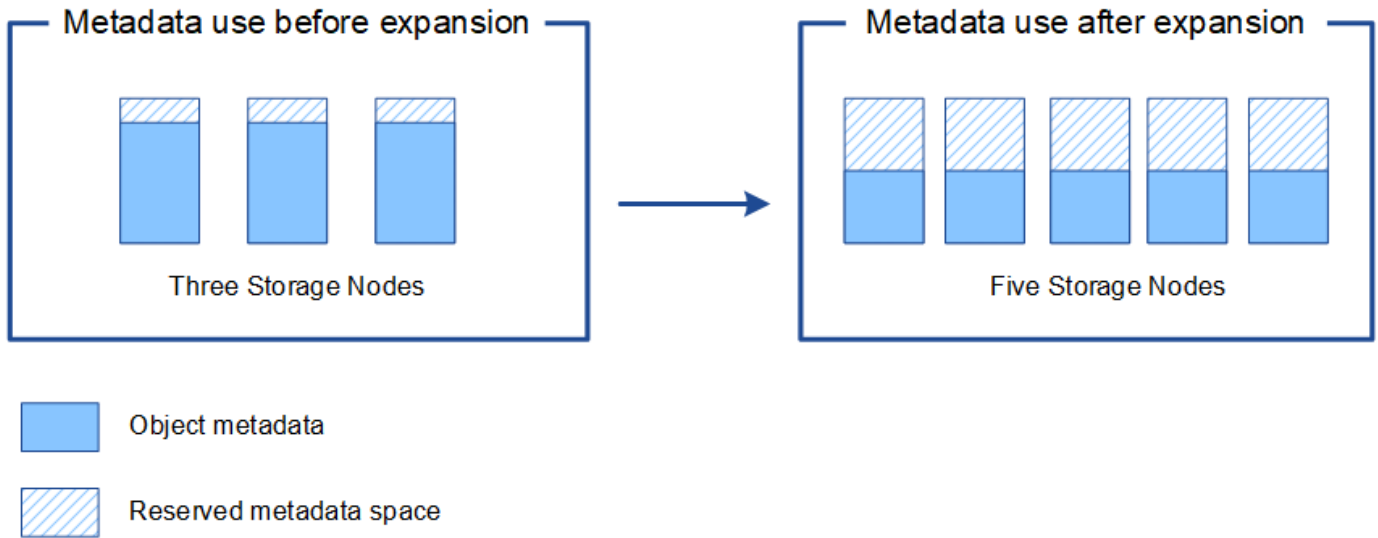 Metadata use before expansion
Metadata use after expansion
Three Storage Nodes
Five Storage Nodes
Object metadata
Reserved metadata space